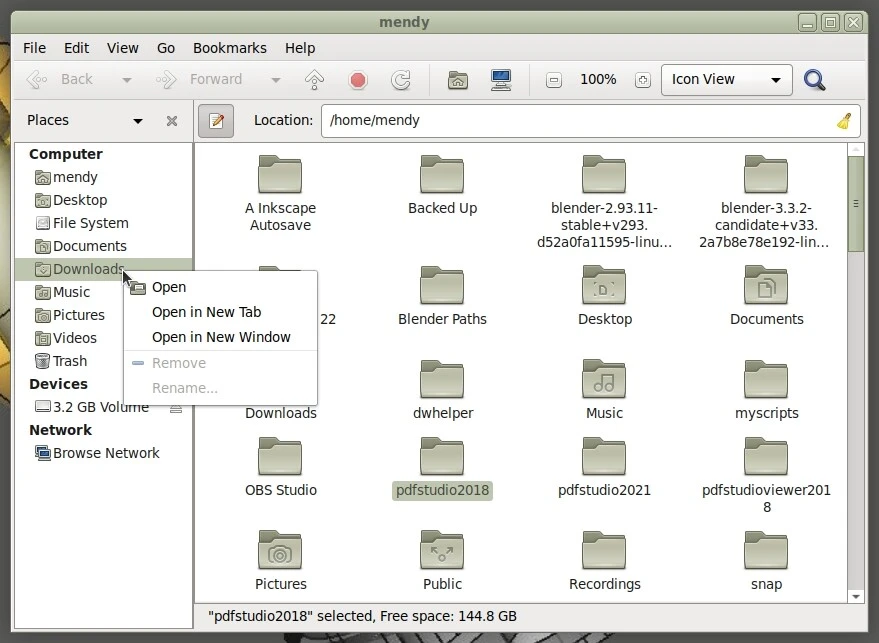 mendy
File Edit View Go Bookmarks Help
Back Forward 100% Icon View
Places Location: /home/mendy
Computer
mendy
Desktop
File System
Documents
Downloads
Music
Pictures
Videos
Trash
Devices
3.2 GB Volume
Network
Browse Network
Open
Open in New Tab
Open in New Window
Remove
Rename...
A Inkscape
Autosave
Backed Up
blender-2.93.11-
stable+v293.
d52a0fa11595-linu...
blender-3.3.2-
candidate+v33.
2a7b8e78e192-lin...
22
Blender Paths
Desktop
Documents
Downloads
dwhelper
Music
myscripts
OBS Studio
pdfstudio2018
pdfstudio2021
pdfstudioviewer201
8
Pictures
Public
Recordings
snap
"pdfstudio2018" selected, Free space: 144.8 GB